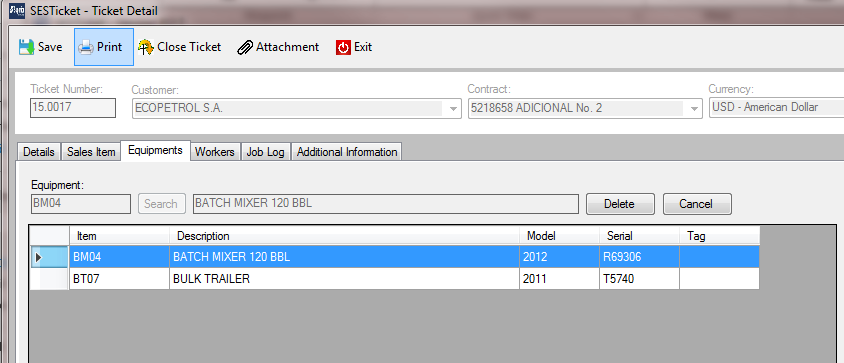 SESTicket - Ticket Detail
Save Print Close Ticket Attachment Exit
Ticket Number: Customer: Contract: Currency:
15.0017 ECOPETROL S.A. 5218658 ADICIONAL No. 2 USD - American Dollar
Details Sales Item Equipments Workers Job Log Additional Information
Equipment:
BM04 Search BATCH MIXER 120 BBL Delete Cancel
Item Description Model Serial Tag
BM04 BATCH MIXER 120 BBL 2012 R69306
BT07 BULK TRAILER 2011 T5740